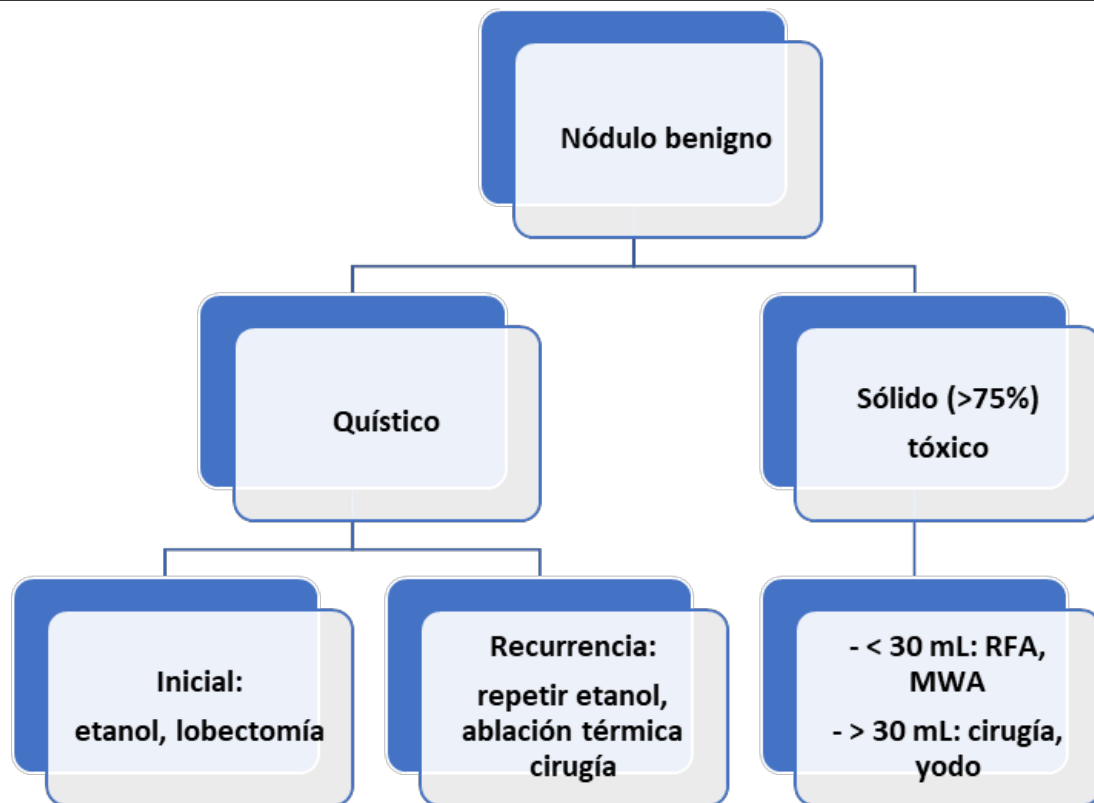 Nódulo benigno
Quístico
Sólido (>75%)
tóxico
Inicial:
etanol, lobectomía
Recurrencia:
repetir etanol,
ablación térmica
cirugía
- < 30 mL: RFA,
MWA
- > 30 mL: cirugía,
yodo